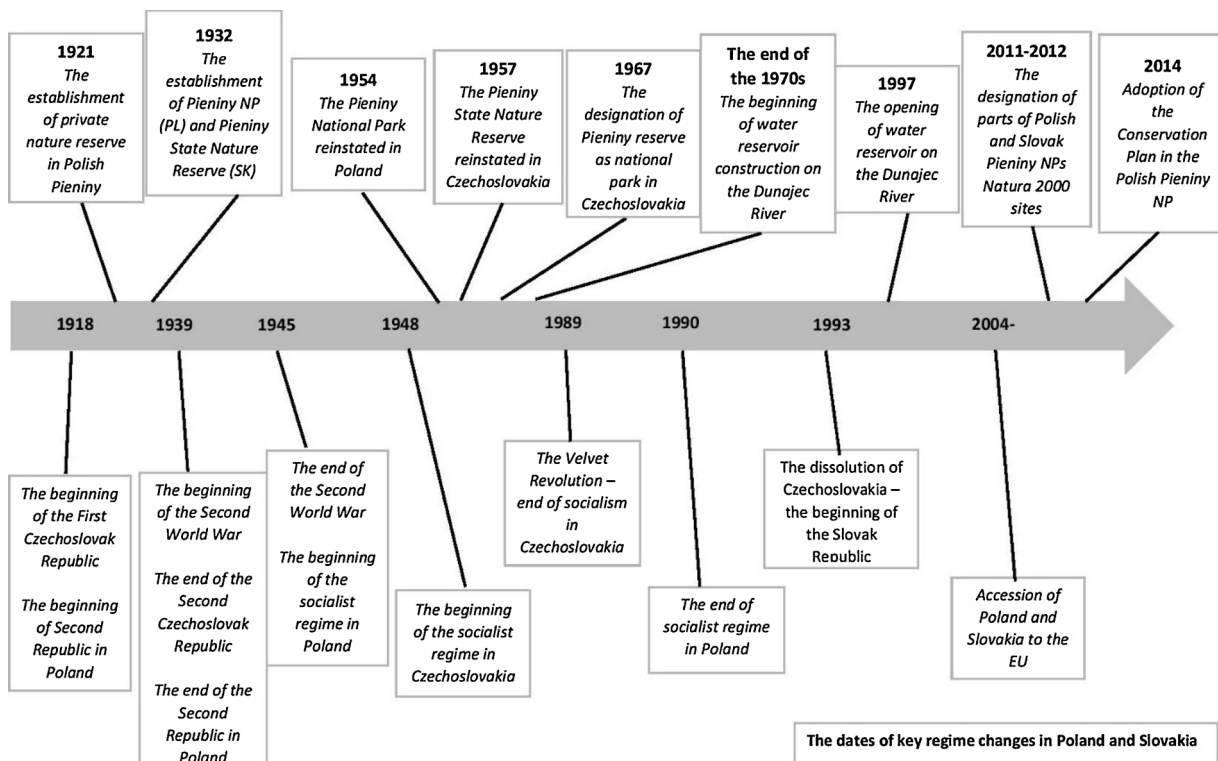 1921
The
establishment
of private
nature reserve
in Polish
Pieniny
1932
The
establishment
of Pieniny NP
(PL) and Pieniny
State Nature
Reserve (SK)
1954
The Pieniny
National Park
reinstated in
Poland
1957
The Pieniny
State Nature
Reserve
reinstated in
Czechoslovakia
1967
The
designation of
Pieniny reserve
as national
park in
Czechoslovakia
The end of
the 1970s
The beginning
of water
reservoir
construction on
the Dunajec
River
1997
The opening
of water
reservoir on
the Dunajec
River
2011-2012
The
designation of
parts of Polish
and Slovak
Pieniny NPs
Natura 2000
sites
2014
Adoption of
the
Conservation
Plan in the
Polish Pieniny
NP
1918
1939
1945
1948
1989
1990
1993
2004-
The beginning
of the First
Czechoslovak
Republic
The beginning
of Second
Republic in
Poland
The beginning
of the Second
World War
The end of the
Second
Czechoslovak
Republic
The end of the
Second
Republic in
Poland
The end of
the Second
World War
The beginning
of the
socialist
regime in
Poland
The beginning
of the socialist
regime in
Czechoslovakia
The Velvet
Revolution –
end of socialism
in
Czechoslovakia
The end of
socialist regime
in Poland
The dissolution of
Czechoslovakia –
the beginning of
the Slovak
Republic
Accession of
Poland and
Slovakia to the
EU
The dates of key regime changes in Poland and Slovakia